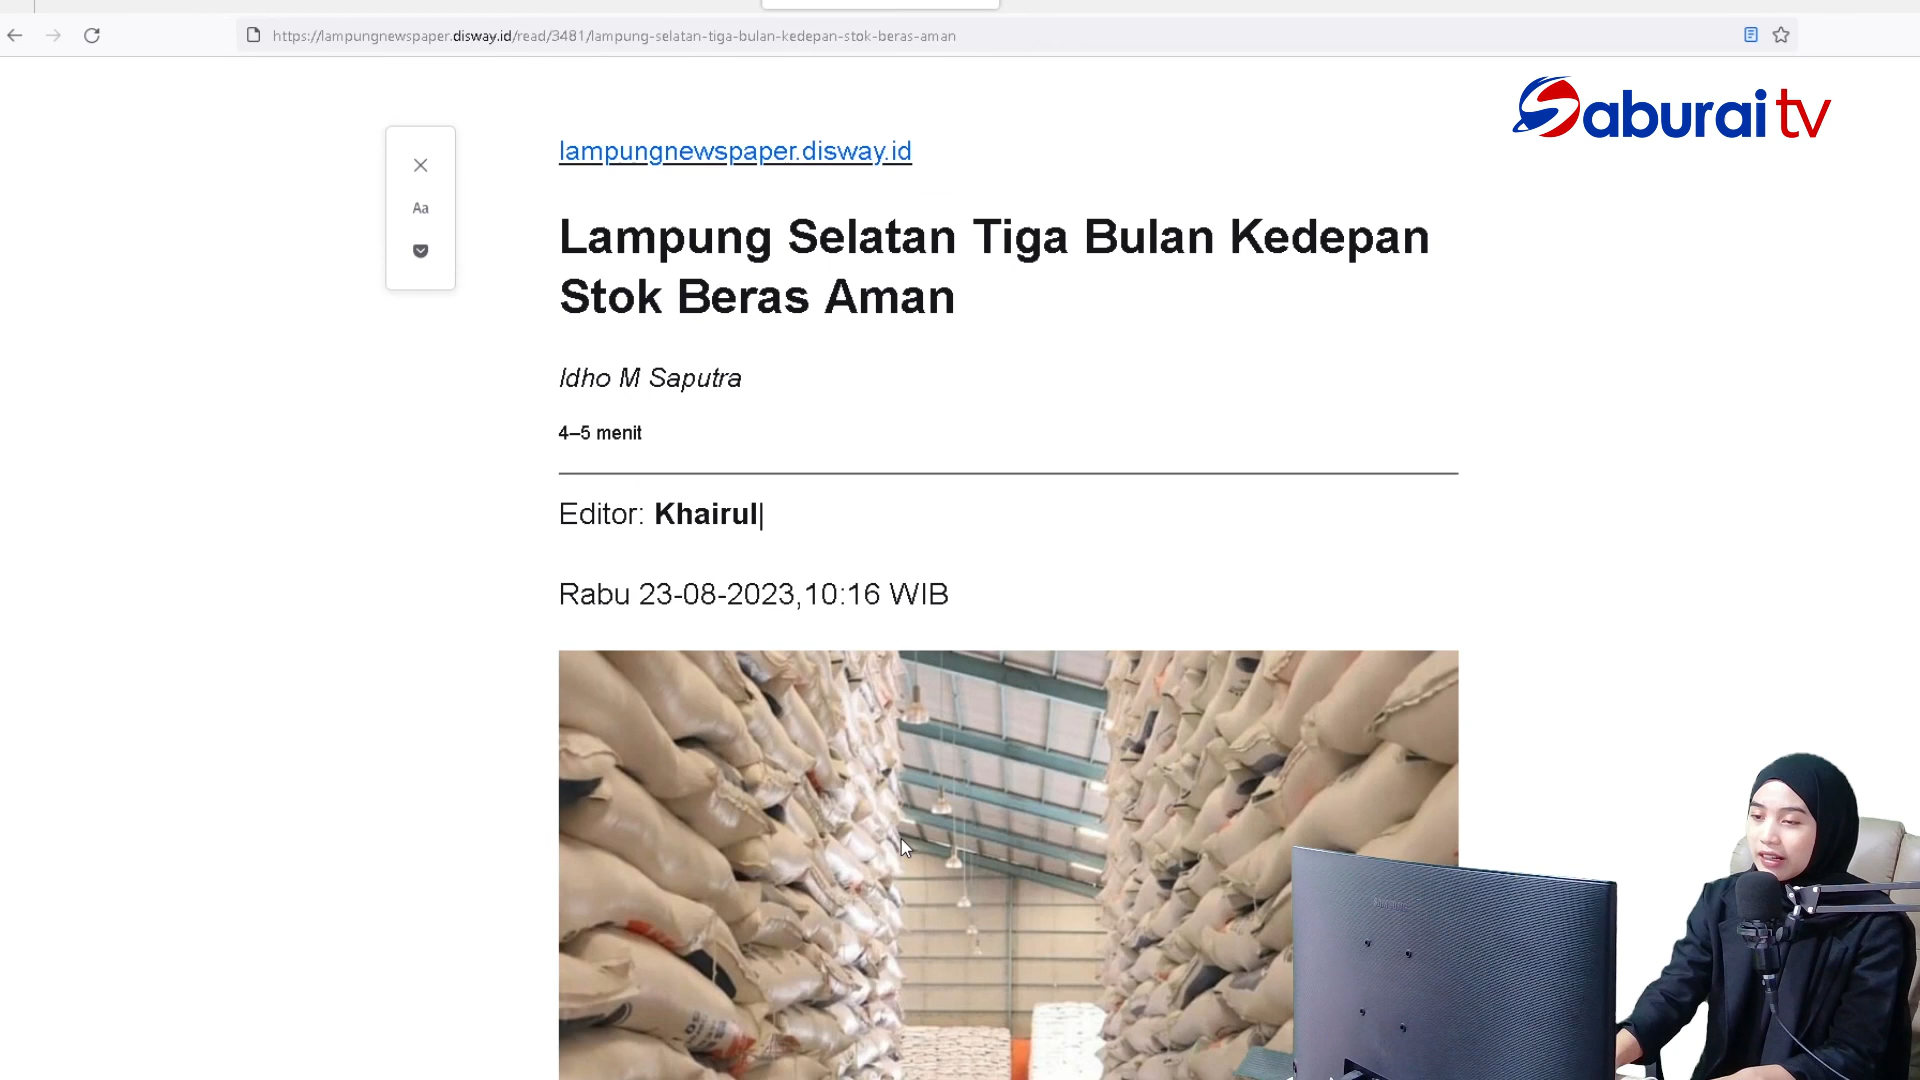 https://lampungnewspaper.disway.id/read/3481/lampung-selatan-tiga-bulan-kedepan-stok-beras-aman
Saburai tv
lampungnewspaper.disway.id
Aa
Lampung Selatan Tiga Bulan Kedepan
Stok Beras Aman
Idho M Saputra
4–5 menit
Editor: Khairul|
Rabu 23-08-2023,10:16 WIB